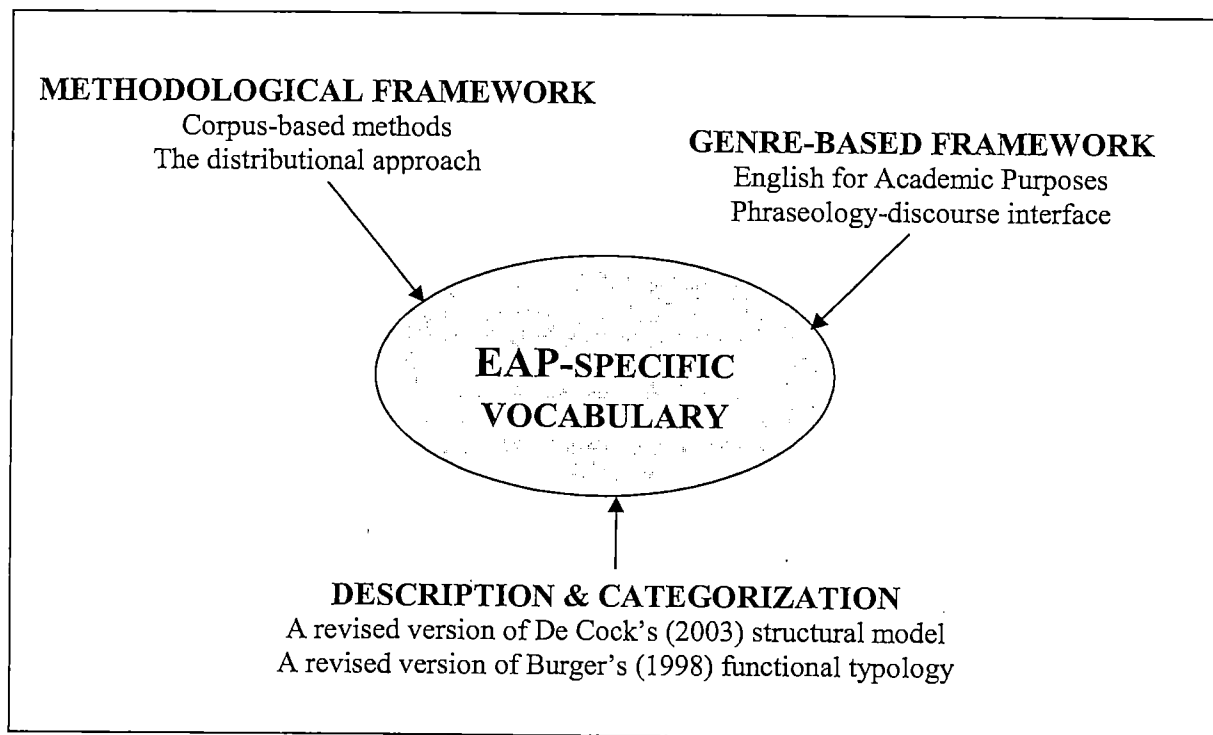 METHODOLOGICAL FRAMEWORK
Corpus-based methods
The distributional approach
GENRE-BASED FRAMEWORK
English for Academic Purposes
Phraseology-discourse interface
EAP-SPECIFIC
VOCABULARY
DESCRIPTION & CATEGORIZATION
A revised version of De Cock's (2003) structural model
A revised version of Burger's (1998) functional typology